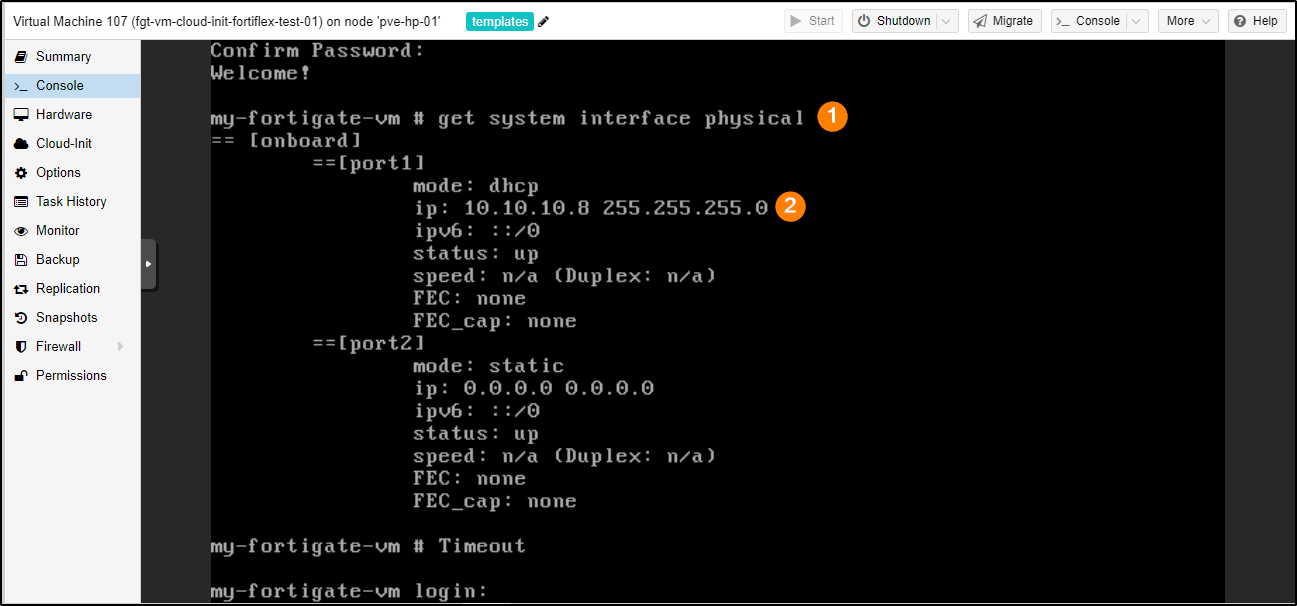 Virtual Machine 107 (fgt-vm-cloud-init-fortiflex-test-01) on node 'pve-hp-01' templates Start Shutdown Migrate >_ Console More Help
Summary
>_ Console
Hardware
Cloud-Init
Options
Task History
Monitor
Backup
Replication
Snapshots
Firewall
Permissions
Confirm Password:
Welcome!
my-fortigate-vm # get system interface physical 1
== [onboard]
==[port1]
mode: dhcp
ip: 10.10.10.8 255.255.255.0 2
ipv6: ::/0
status: up
speed: n/a (Duplex: n/a)
FEC: none
FEC_cap: none
==[port2]
mode: static
ip: 0.0.0.0 0.0.0.0
ipv6: ::/0
status: up
speed: n/a (Duplex: n/a)
FEC: none
FEC_cap: none
my-fortigate-vm # Timeout
my-fortigate-vm login: